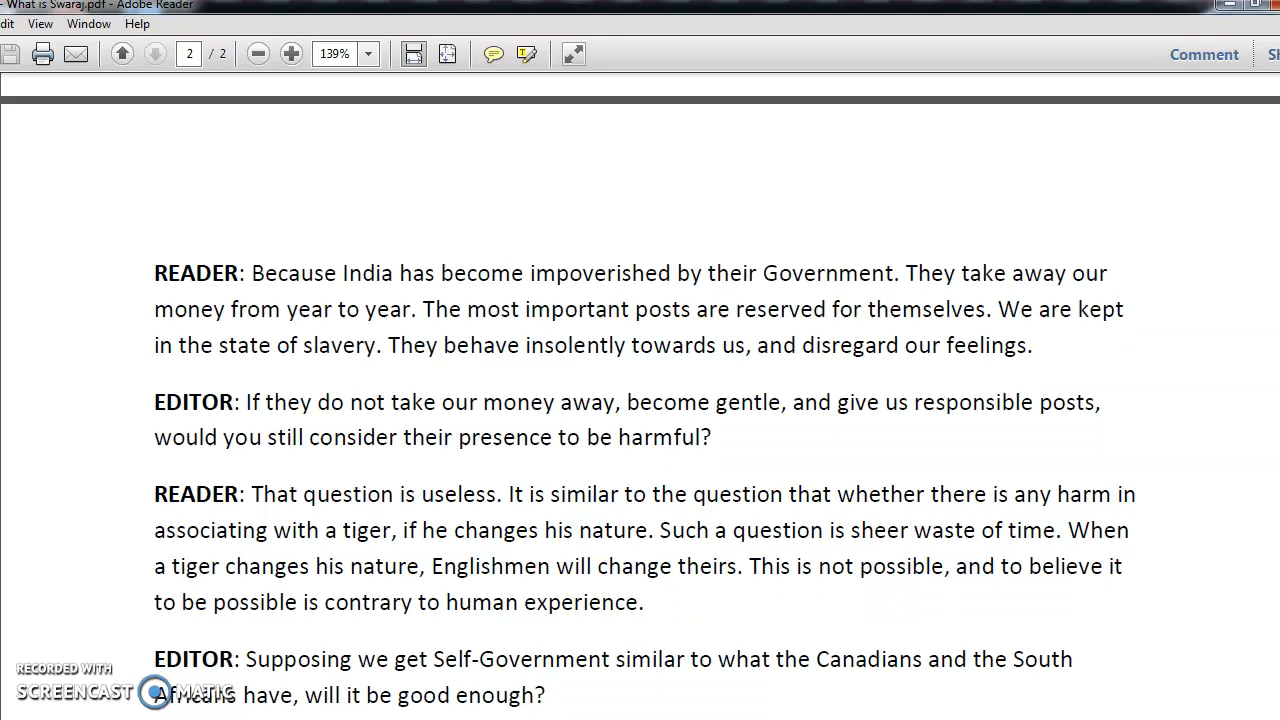 - What is Swaraj.pdf - Adobe Reader
dit View Window Help
2 / 2 139% Comment
READER: Because India has become impoverished by their Government. They take away our
money from year to year. The most important posts are reserved for themselves. We are kept
in the state of slavery. They behave insolently towards us, and disregard our feelings.
EDITOR: If they do not take our money away, become gentle, and give us responsible posts,
would you still consider their presence to be harmful?
READER: That question is useless. It is similar to the question that whether there is any harm in
associating with a tiger, if he changes his nature. Such a question is sheer waste of time. When
a tiger changes his nature, Englishmen will change theirs. This is not possible, and to believe it
to be possible is contrary to human experience.
EDITOR: Supposing we get Self-Government similar to what the Canadians and the South
Africans have, will it be good enough?
RECORDED WITH
SCREENCAST MATIC